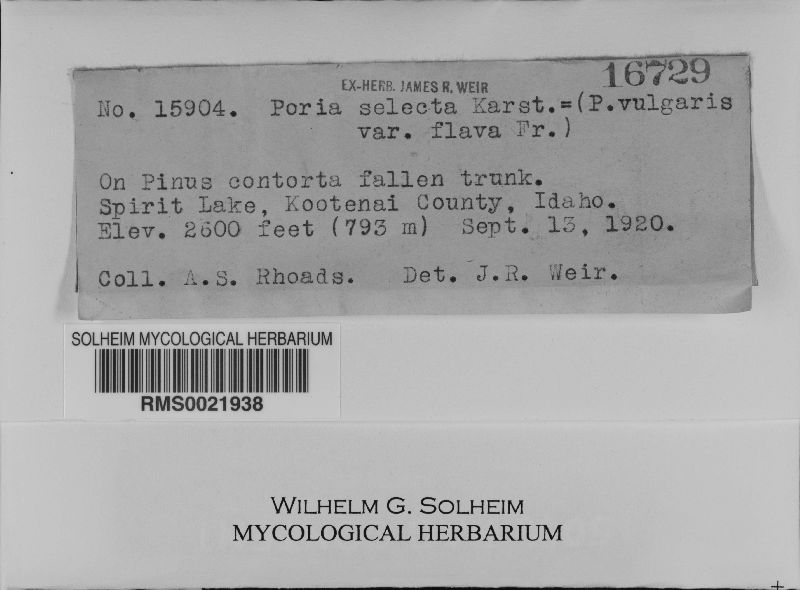 EX-HERB. JAMES R. WEIR
16729
No. 15904. Poria selecta Karst.=(P.vulgaris
var. flava Fr.)
On Pinus contorta fallen trunk.
Spirit Lake, Kootenai County, Idaho.
Elev. 2600 feet (793 m) Sept. 13, 1920.
Coll. A.S. Rhoads. Det. J.R. Weir.
SOLHEIM MYCOLOGICAL HERBARIUM
RMS0021938
WILHELM G. SOLHEIM
MYCOLOGICAL HERBARIUM